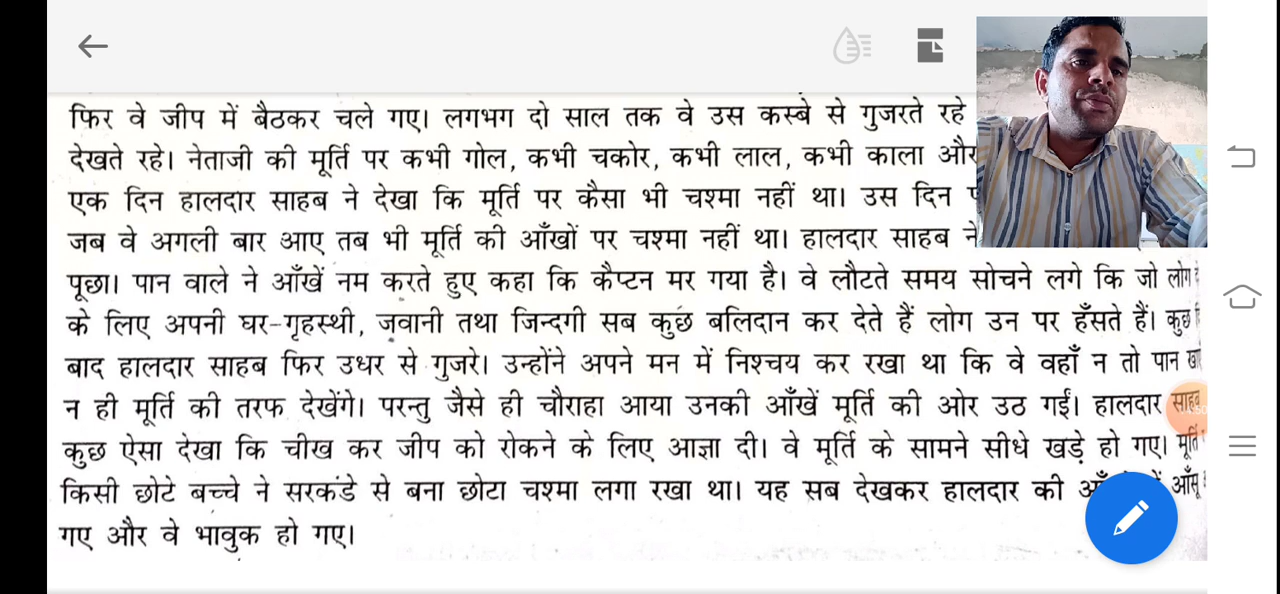 फिर वे जीप में बैठकर चले गए। लगभग दो साल तक वे उस कस्बे से गुजरते रहे
देखते रहे। नेताजी की मूर्ति पर कभी गोल, कभी चकोर, कभी लाल, कभी काला और
एक दिन हालदार साहब ने देखा कि मूर्ति पर कैसा भी चश्मा नहीं था। उस दिन
जब वे अगली बार आए तब भी मूर्ति की आँखों पर चश्मा नहीं था। हालदार साहब ने
पूछा। पान वाले ने आँखें नम करते हुए कहा कि कैप्टन मर गया है। वे लौटते समय सोचने लगे कि जो लोग
के लिए अपनी घर-गृहस्थी, जवानी तथा जिन्दगी सब कुछ बलिदान कर देते हैं लोग उन पर हँसते हैं। कुछ
बाद हालदार साहब फिर उधर से गुजरे। उन्होंने अपने मन में निश्चय कर रखा था कि वे वहाँ न तो पान
न ही मूर्ति की तरफ देखेंगे। परन्तु जैसे ही चौराहा आया उनकी आँखें मूर्ति की ओर उठ गईं। हालदार साहब
कुछ ऐसा देखा कि चीख कर जीप को रोकने के लिए आज्ञा दी। वे मूर्ति के सामने सीधे खड़े हो गए। मूर्ति
किसी छोटे बच्चे ने सरकंडे से बना छोटा चश्मा लगा रखा था। यह सब देखकर हालदार की आँसू
गए और वे भावुक हो गए।